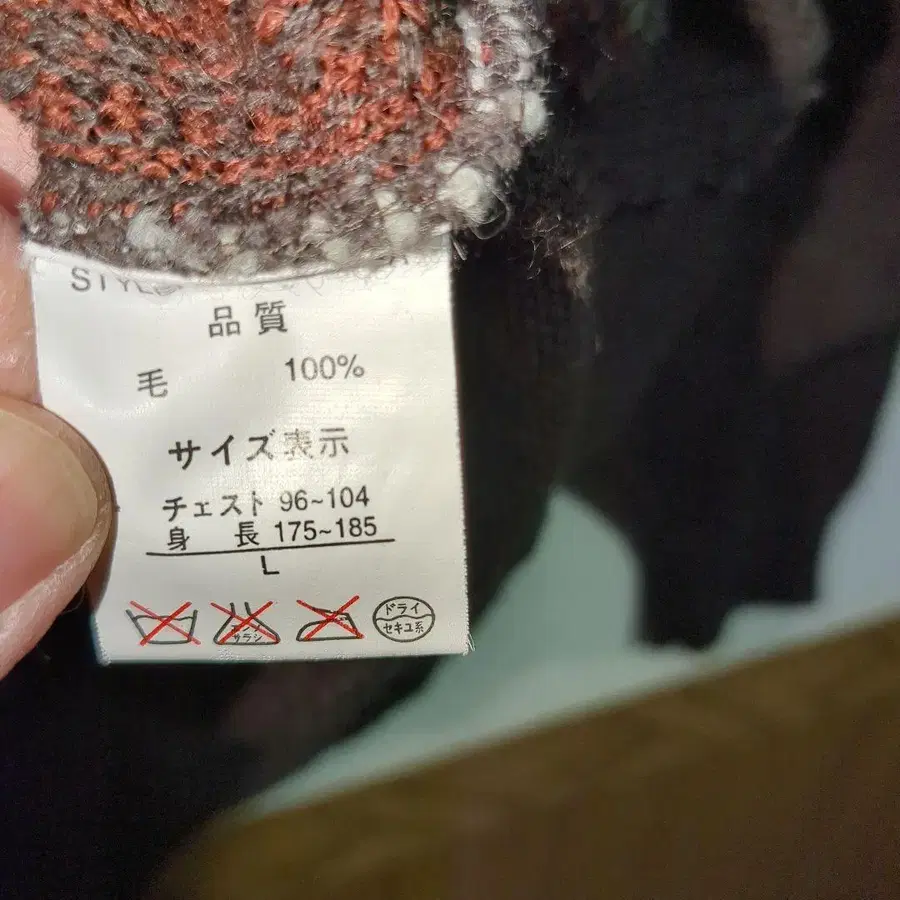 STYLE
品質
毛 100%
サイズ表示
チェスト 96~104
身 長 175~185
L
ドライ
セキユ系
サラシ